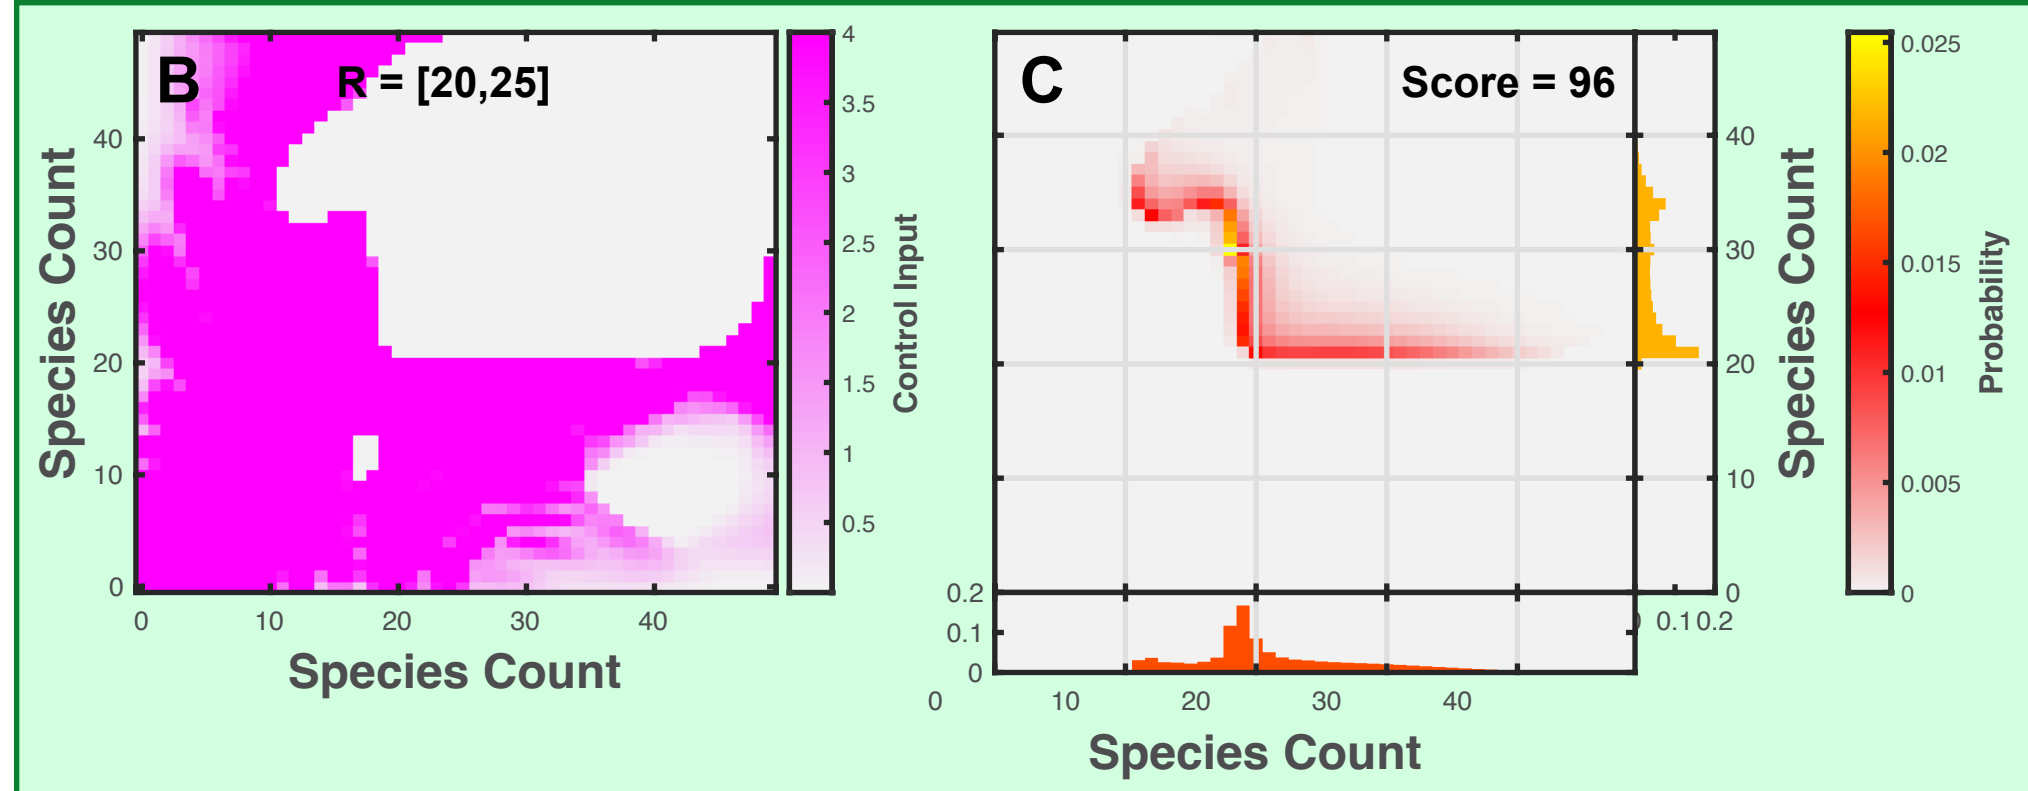 B
R = [20,25]
Species Count
40
30
20
10
0
0 10 20 30 40
Species Count
4
3.5
3
2.5
2
1.5
1
0.5
Control Input
C
Score = 96
0.2
0.1
0
0 10 20 30 40
Species Count
40
30
20
10
0
0 0.1 0.2
Species Count
0.025
0.02
0.015
0.01
0.005
0
Probability